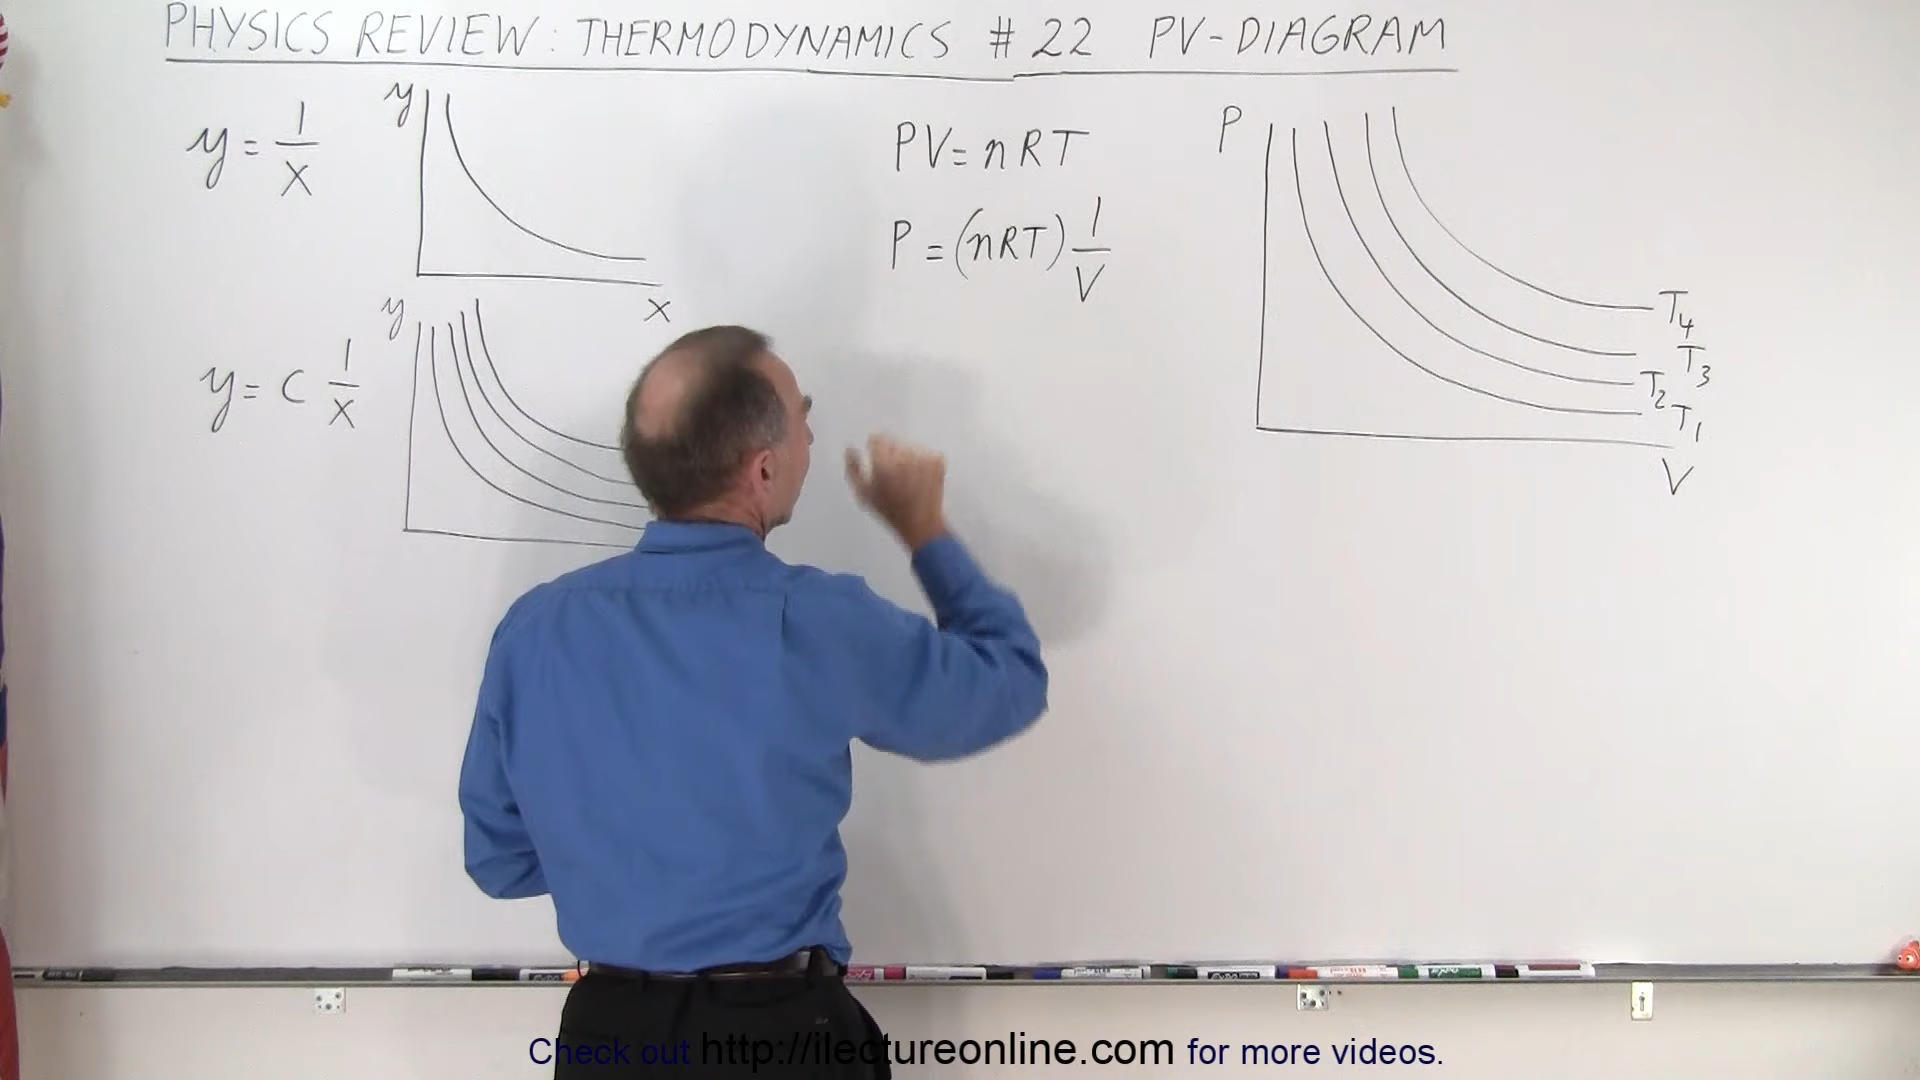 PHYSICS REVIEW: THERMODYNAMICS # 22 PV-DIAGRAM
y = 1/x
y
x
y = C 1/x
y
PV = nRT
P = (nRT) 1/V
P
T4
T3
T2
T1
V
Check out http://ilectureonline.com for more videos.